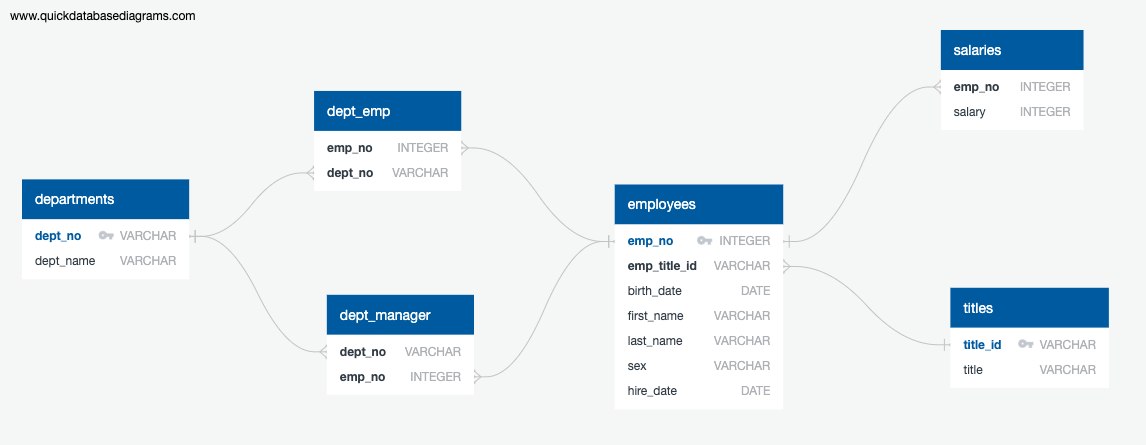 www.quickdatabasediagrams.com
departments
dept_no VARCHAR
dept_name VARCHAR
dept_emp
emp_no INTEGER
dept_no VARCHAR
dept_manager
dept_no VARCHAR
emp_no INTEGER
employees
emp_no INTEGER
emp_title_id VARCHAR
birth_date DATE
first_name VARCHAR
last_name VARCHAR
sex VARCHAR
hire_date DATE
salaries
emp_no INTEGER
salary INTEGER
titles
title_id VARCHAR
title VARCHAR